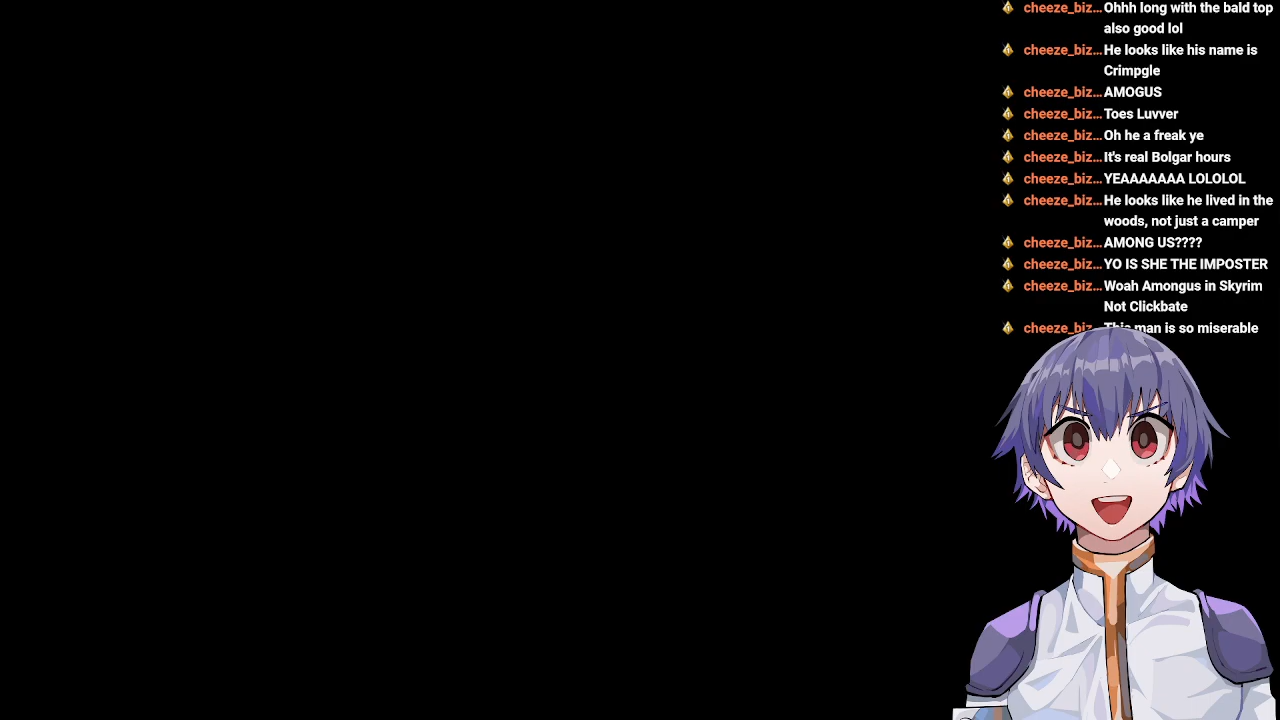 cheeze_biz... Ohhh long with the bald top
also good lol
cheeze_biz... He looks like his name is
Crimpgle
cheeze_biz... AMOGUS
cheeze_biz... Toes Luvver
cheeze_biz... Oh he a freak ye
cheeze_biz... It's real Bolgar hours
cheeze_biz... YEAAAAAAA LOLOLOL
cheeze_biz... He looks like he lived in the
woods, not just a camper
cheeze_biz... AMONG US????
cheeze_biz... YO IS SHE THE IMPOSTER
cheeze_biz... Woah Amongus in Skyrim
Not Clickbate
cheeze_biz... This man is so miserable